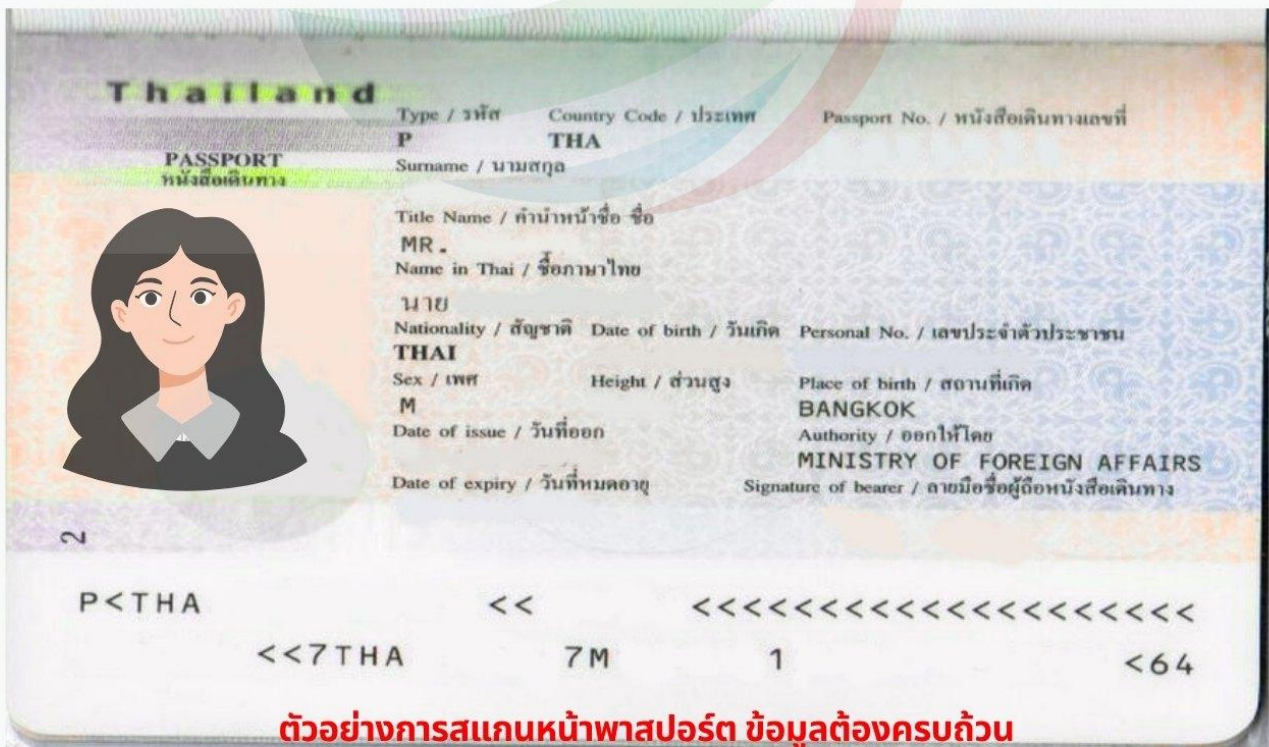 Thailand
PASSPORT
หนังสือเดินทาง
Type / รหัส Country Code / ประเทศ Passport No. / หนังสือเดินทางเลขที่
P THA
Surname / นามสกุล
Title Name / คำนำหน้าชื่อ ชื่อ
MR.
Name in Thai / ชื่อภาษาไทย
นาย
Nationality / สัญชาติ Date of birth / วันเกิด Personal No. / เลขประจำตัวประชาชน
THAI
Sex / เพศ Height / ส่วนสูง Place of birth / สถานที่เกิด
M BANGKOK
Date of issue / วันที่ออก Authority / ออกให้โดย
MINISTRY OF FOREIGN AFFAIRS
Date of expiry / วันที่หมดอายุ Signature of bearer / ลายมือชื่อผู้ถือหนังสือเดินทาง
2
P<THA << <<<<<<<<<<<<<<<<<<<<<
<<7THA 7M 1 <64
ตัวอย่างการสแกนหน้าพาสปอร์ต ข้อมูลต้องครบถ้วน